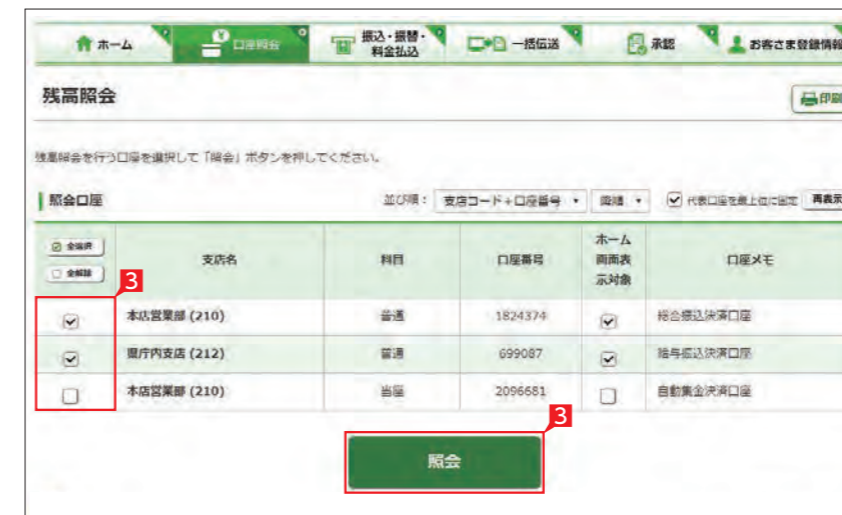 ホーム 口座照会 振込・振替・料金払込 一括伝送 承認 お客さま登録情報
残高照会 印刷
残高照会を行う口座を選択して「照会」ボタンを押してください。
照会口座 並び順: 支店コード+口座番号 昇順 代表口座を最上位に固定 再表示
全選択
全解除
支店名 科目 口座番号 ホーム画面表示対象 口座メモ
3
本店営業部 (210) 普通 1824374 総合振込決済口座
県庁内支店 (212) 普通 699087 給与振込決済口座
本店営業部 (210) 当座 2096681 自動集金決済口座
3
照会